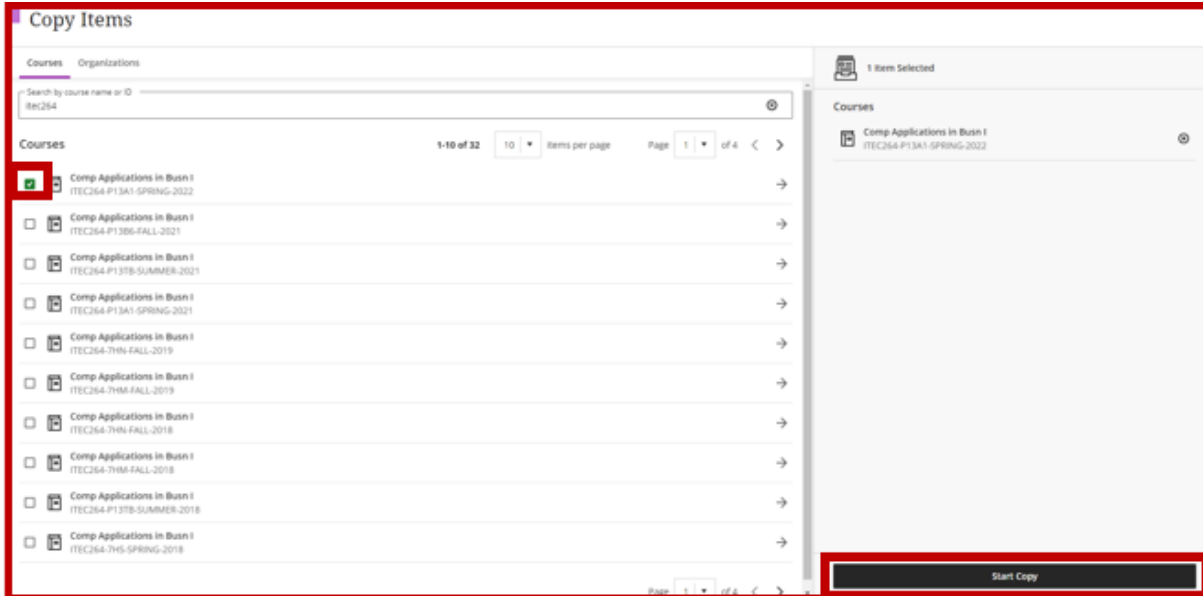 Copy Items
Courses Organizations
1 Item Selected
Search by course name or ID
itec264
Courses
Courses 1-10 of 32 10 items per page Page 1 of 4
Comp Applications in Busn I
ITEC264-P13A1-SPRING-2022
Comp Applications in Busn I
ITEC264-P13A1-SPRING-2022
Comp Applications in Busn I
ITEC264-P13B6-FALL-2021
Comp Applications in Busn I
ITEC264-P13TB-SUMMER-2021
Comp Applications in Busn I
ITEC264-P13A1-SPRING-2021
Comp Applications in Busn I
ITEC264-7HN-FALL-2019
Comp Applications in Busn I
ITEC264-7HM-FALL-2019
Comp Applications in Busn I
ITEC264-7HN-FALL-2018
Comp Applications in Busn I
ITEC264-7HM-FALL-2018
Comp Applications in Busn I
ITEC264-P13TB-SUMMER-2018
Comp Applications in Busn I
ITEC264-7HS-SPRING-2018
Page 1 of 4
Start Copy